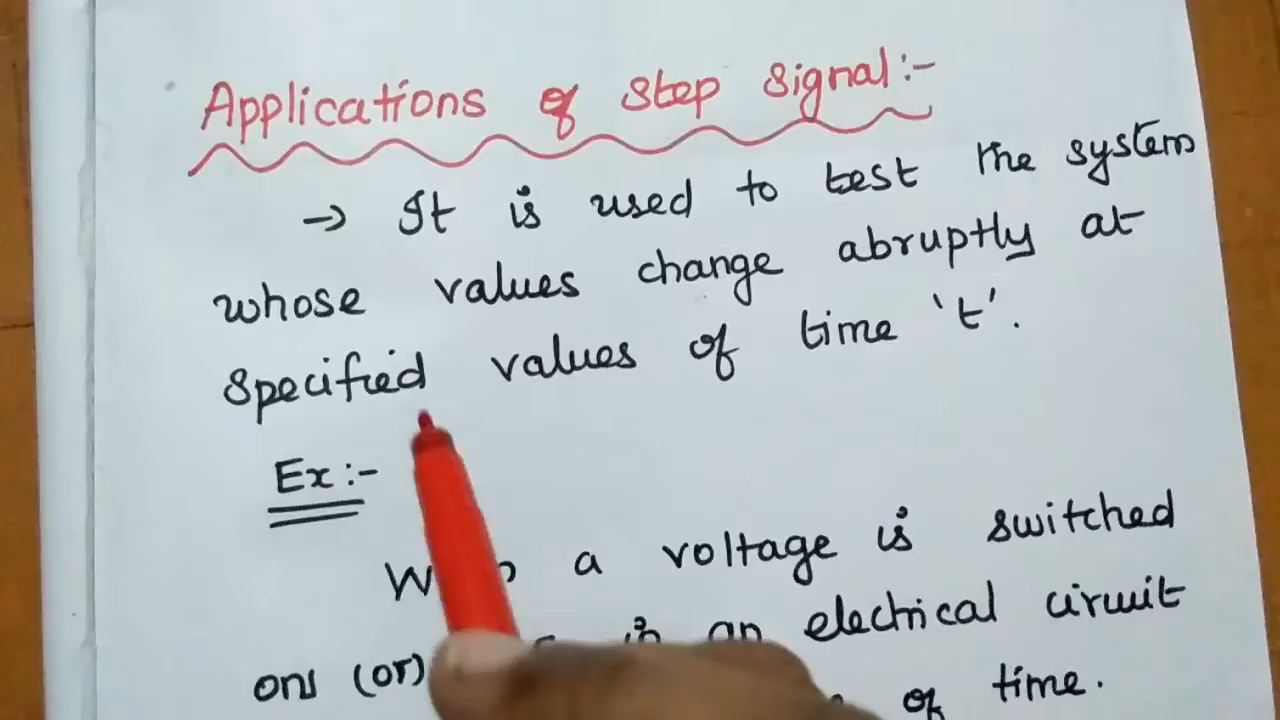 Applications of step signal:-
→ It is used to test the system
whose values change abruptly at
specified values of time 't'.
Ex:-
a voltage is switched
on (or) in an electrical circuit
of time.